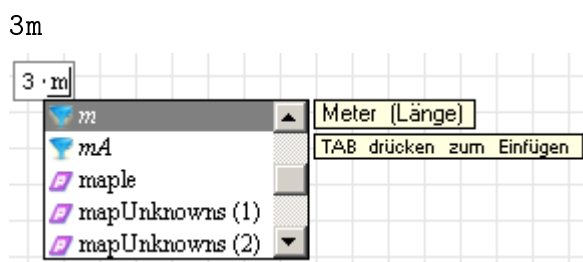 3m
3 · m
m
Meter (Länge)
mA
TAB drücken zum Einfügen
maple
mapUnknowns (1)
mapUnknowns (2)